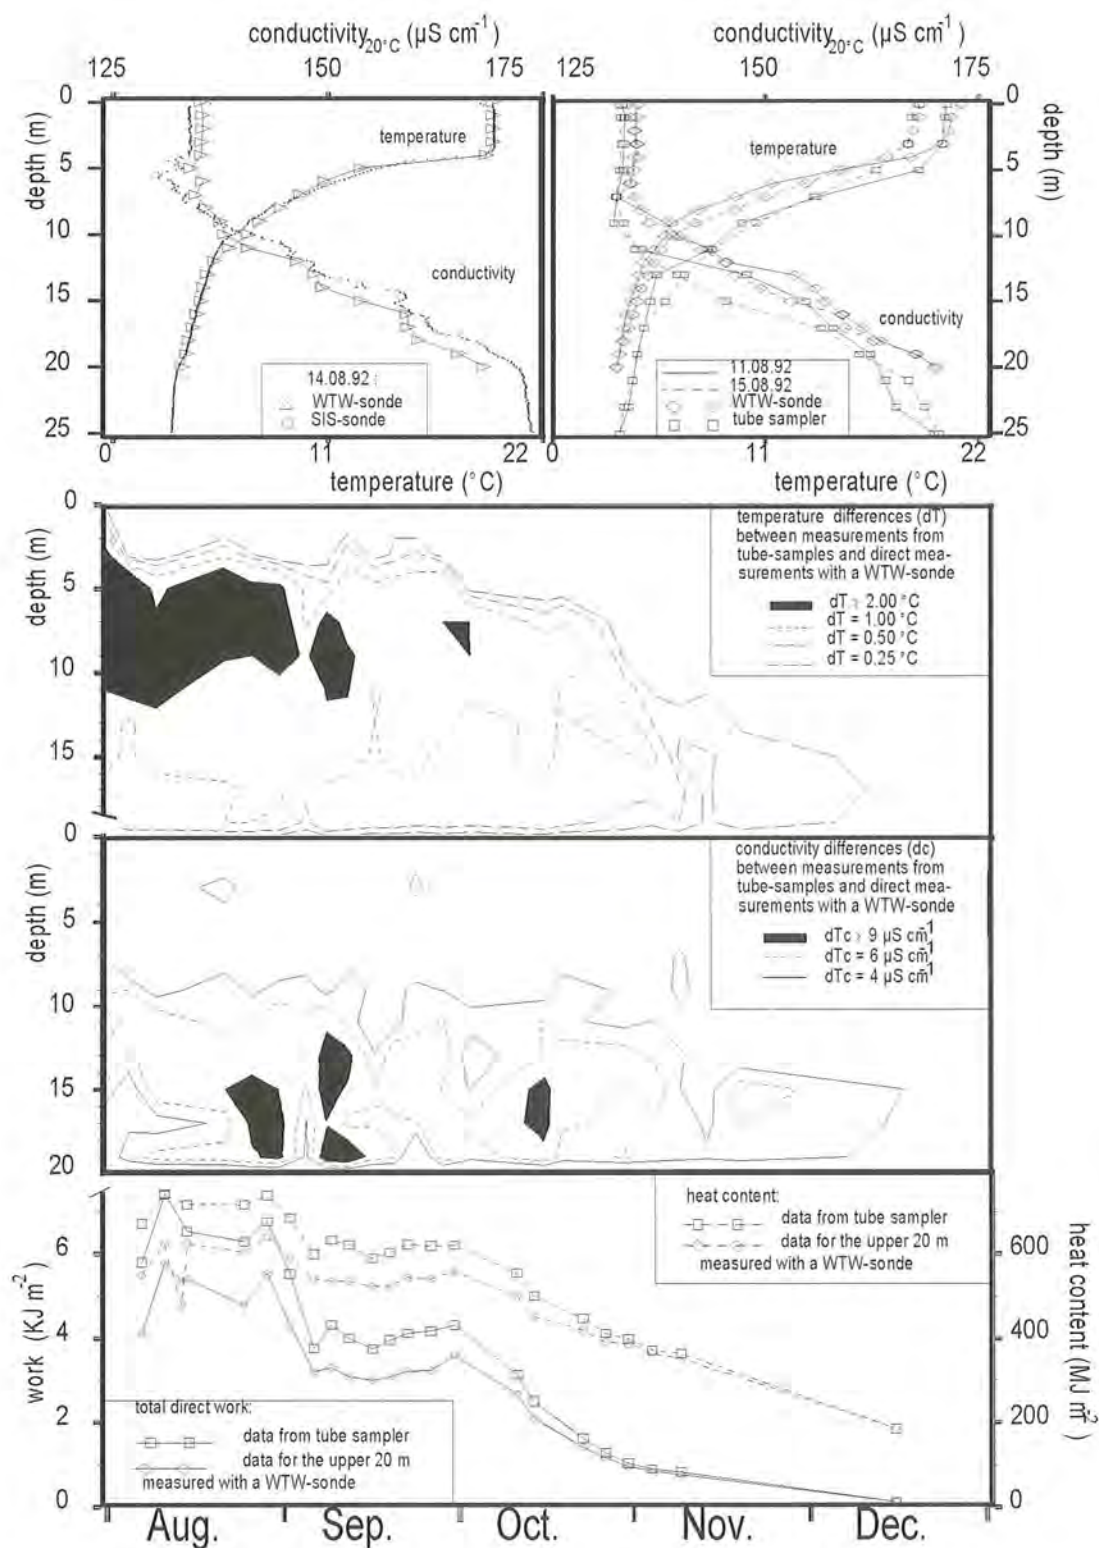 conductivity20°C (µS cm-1)
conductivity20°C (µS cm-1)
125 150 175
125 150 175
0
5
10
15
20
25
depth (m)
temperature
conductivity
14.08.92 :
WTW-sonde
SIS-sonde
0 11 22
temperature (°C)
temperature
conductivity
11.08.92
15.08.92
WTW-sonde
tube sampler
0
5
10
15
20
25
depth (m)
0 11 22
temperature (°C)
0
5
10
15
depth (m)
temperature differences (dT)
between measurements from
tube-samples and direct mea-
surements with a WTW-sonde
dT > 2.00 °C
dT = 1.00 °C
dT = 0.50 °C
dT = 0.25 °C
0
5
10
15
20
depth (m)
conductivity differences (dc)
between measurements from
tube-samples and direct mea-
surements with a WTW-sonde
dTc > 9 µS cm-1
dTc = 6 µS cm-1
dTc = 4 µS cm-1
6
4
2
0
work (KJ m-2)
heat content:
data from tube sampler
data for the upper 20 m
measured with a WTW-sonde
total direct work:
data from tube sampler
data for the upper 20 m
measured with a WTW-sonde
600
400
200
0
heat content (MJ m-2)
Aug. Sep. Oct. Nov. Dec.